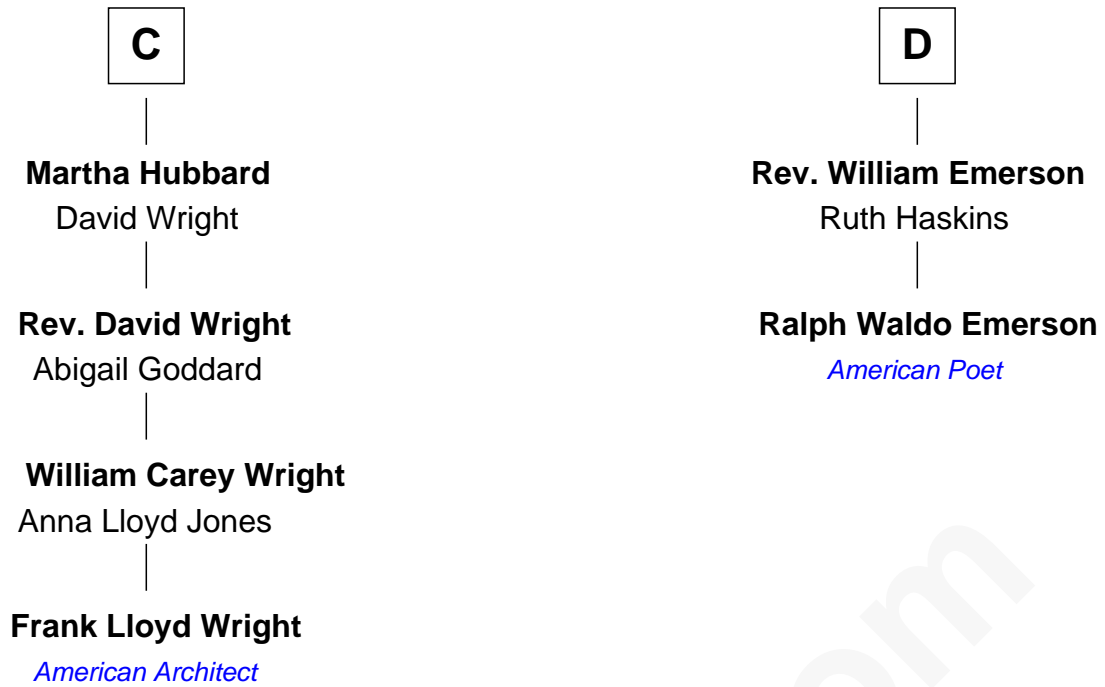 C
Martha Hubbard
David Wright
Rev. David Wright
Abigail Goddard
William Carey Wright
Anna Lloyd Jones
Frank Lloyd Wright
American Architect
D
Rev. William Emerson
Ruth Haskins
Ralph Waldo Emerson
American Poet
om